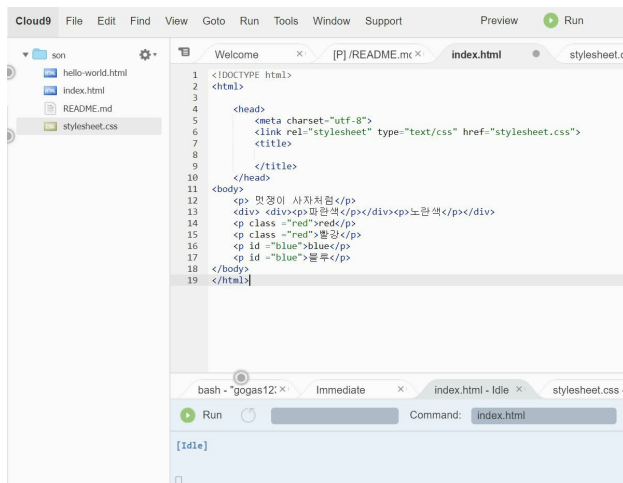 Cloud9 File Edit Find View Goto Run Tools Window Support Preview Run
son
hello-world.html
index.html
README.md
stylesheet.css
Welcome [P] /README.mc index.html stylesheet.c
1 <!DOCTYPE html>
2 <html>
3
4 <head>
5 <meta charset="utf-8">
6 <link rel="stylesheet" type="text/css" href="stylesheet.css">
7 <title>
8
9 </title>
10 </head>
11 <body>
12 <p> 멋쟁이 사자처럼</p>
13 <div> <div><p>파란색</p></div><p>노란색</p></div>
14 <p class ="red">red</p>
15 <p class ="red">빨강</p>
16 <p id ="blue">blue</p>
17 <p id ="blue">블루</p>
18 </body>
19 </html>
bash - "gogas12: Immediate index.html - Idle stylesheet.css -
Run Command: index.html
[Idle]